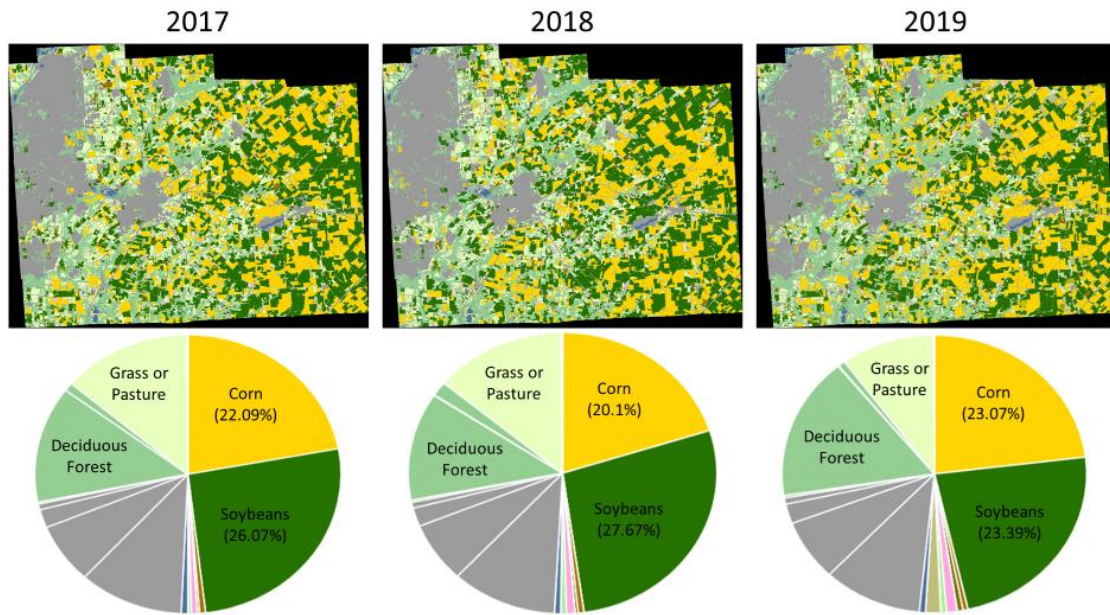 2017
2018
2019
Grass or
Pasture
Corn
(22.09%)
Deciduous
Forest
Soybeans
(26.07%)
Grass or
Pasture
Corn
(20.1%)
Deciduous
Forest
Soybeans
(27.67%)
Grass or
Pasture
Corn
(23.07%)
Deciduous
Forest
Soybeans
(23.39%)